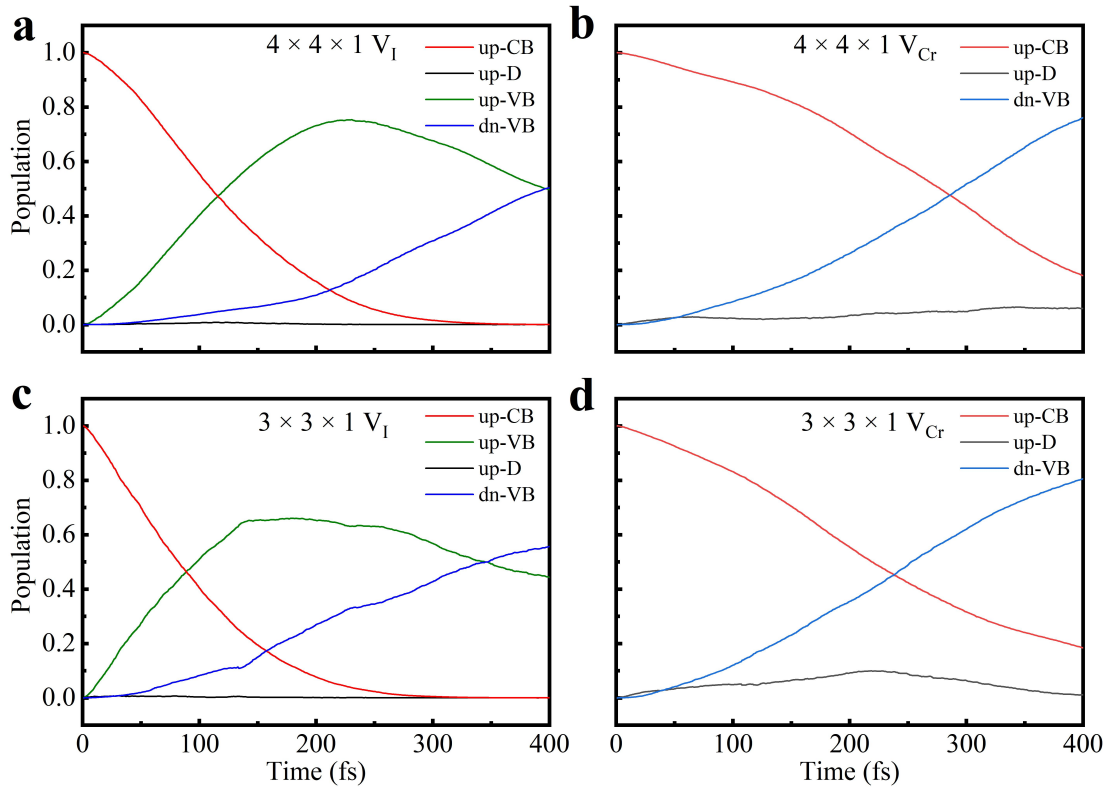 a
4 × 4 × 1 V_I
up-CB
up-D
up-VB
dn-VB
1.0
0.8
0.6
0.4
0.2
0.0
Population
b
4 × 4 × 1 V_Cr
up-CB
up-D
dn-VB
c
3 × 3 × 1 V_I
up-CB
up-VB
up-D
dn-VB
1.0
0.8
0.6
0.4
0.2
0.0
Population
0 100 200 300 400
Time (fs)
d
3 × 3 × 1 V_Cr
up-CB
up-D
dn-VB
0 100 200 300 400
Time (fs)